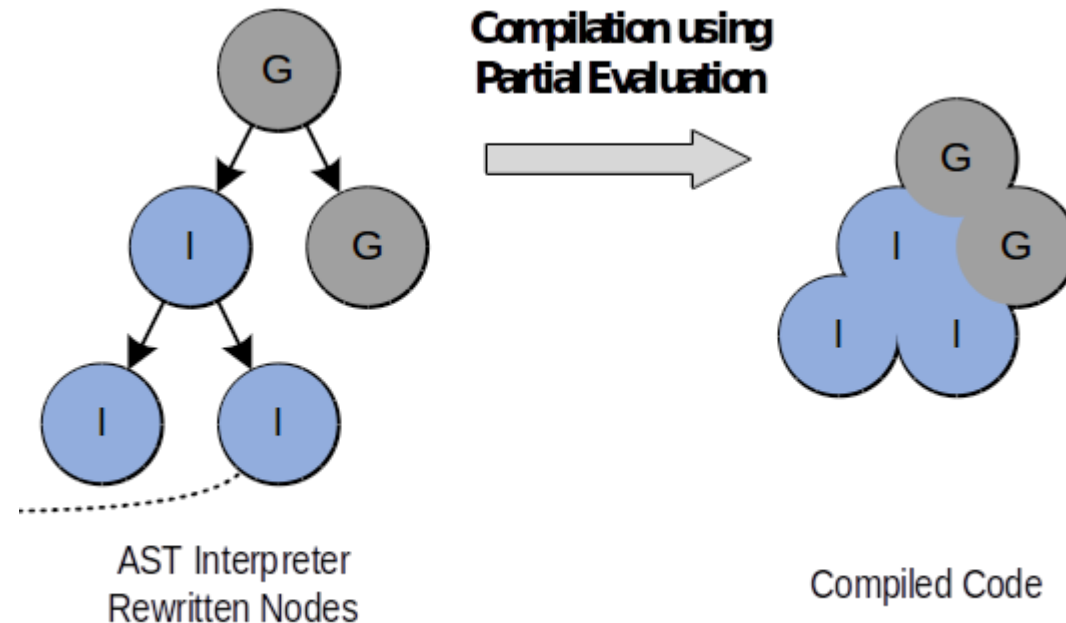 G
Compilation using
Partial Evaluation
I
G
I
I
G
I
G
I
I
AST Interpreter
Rewritten Nodes
Compiled Code